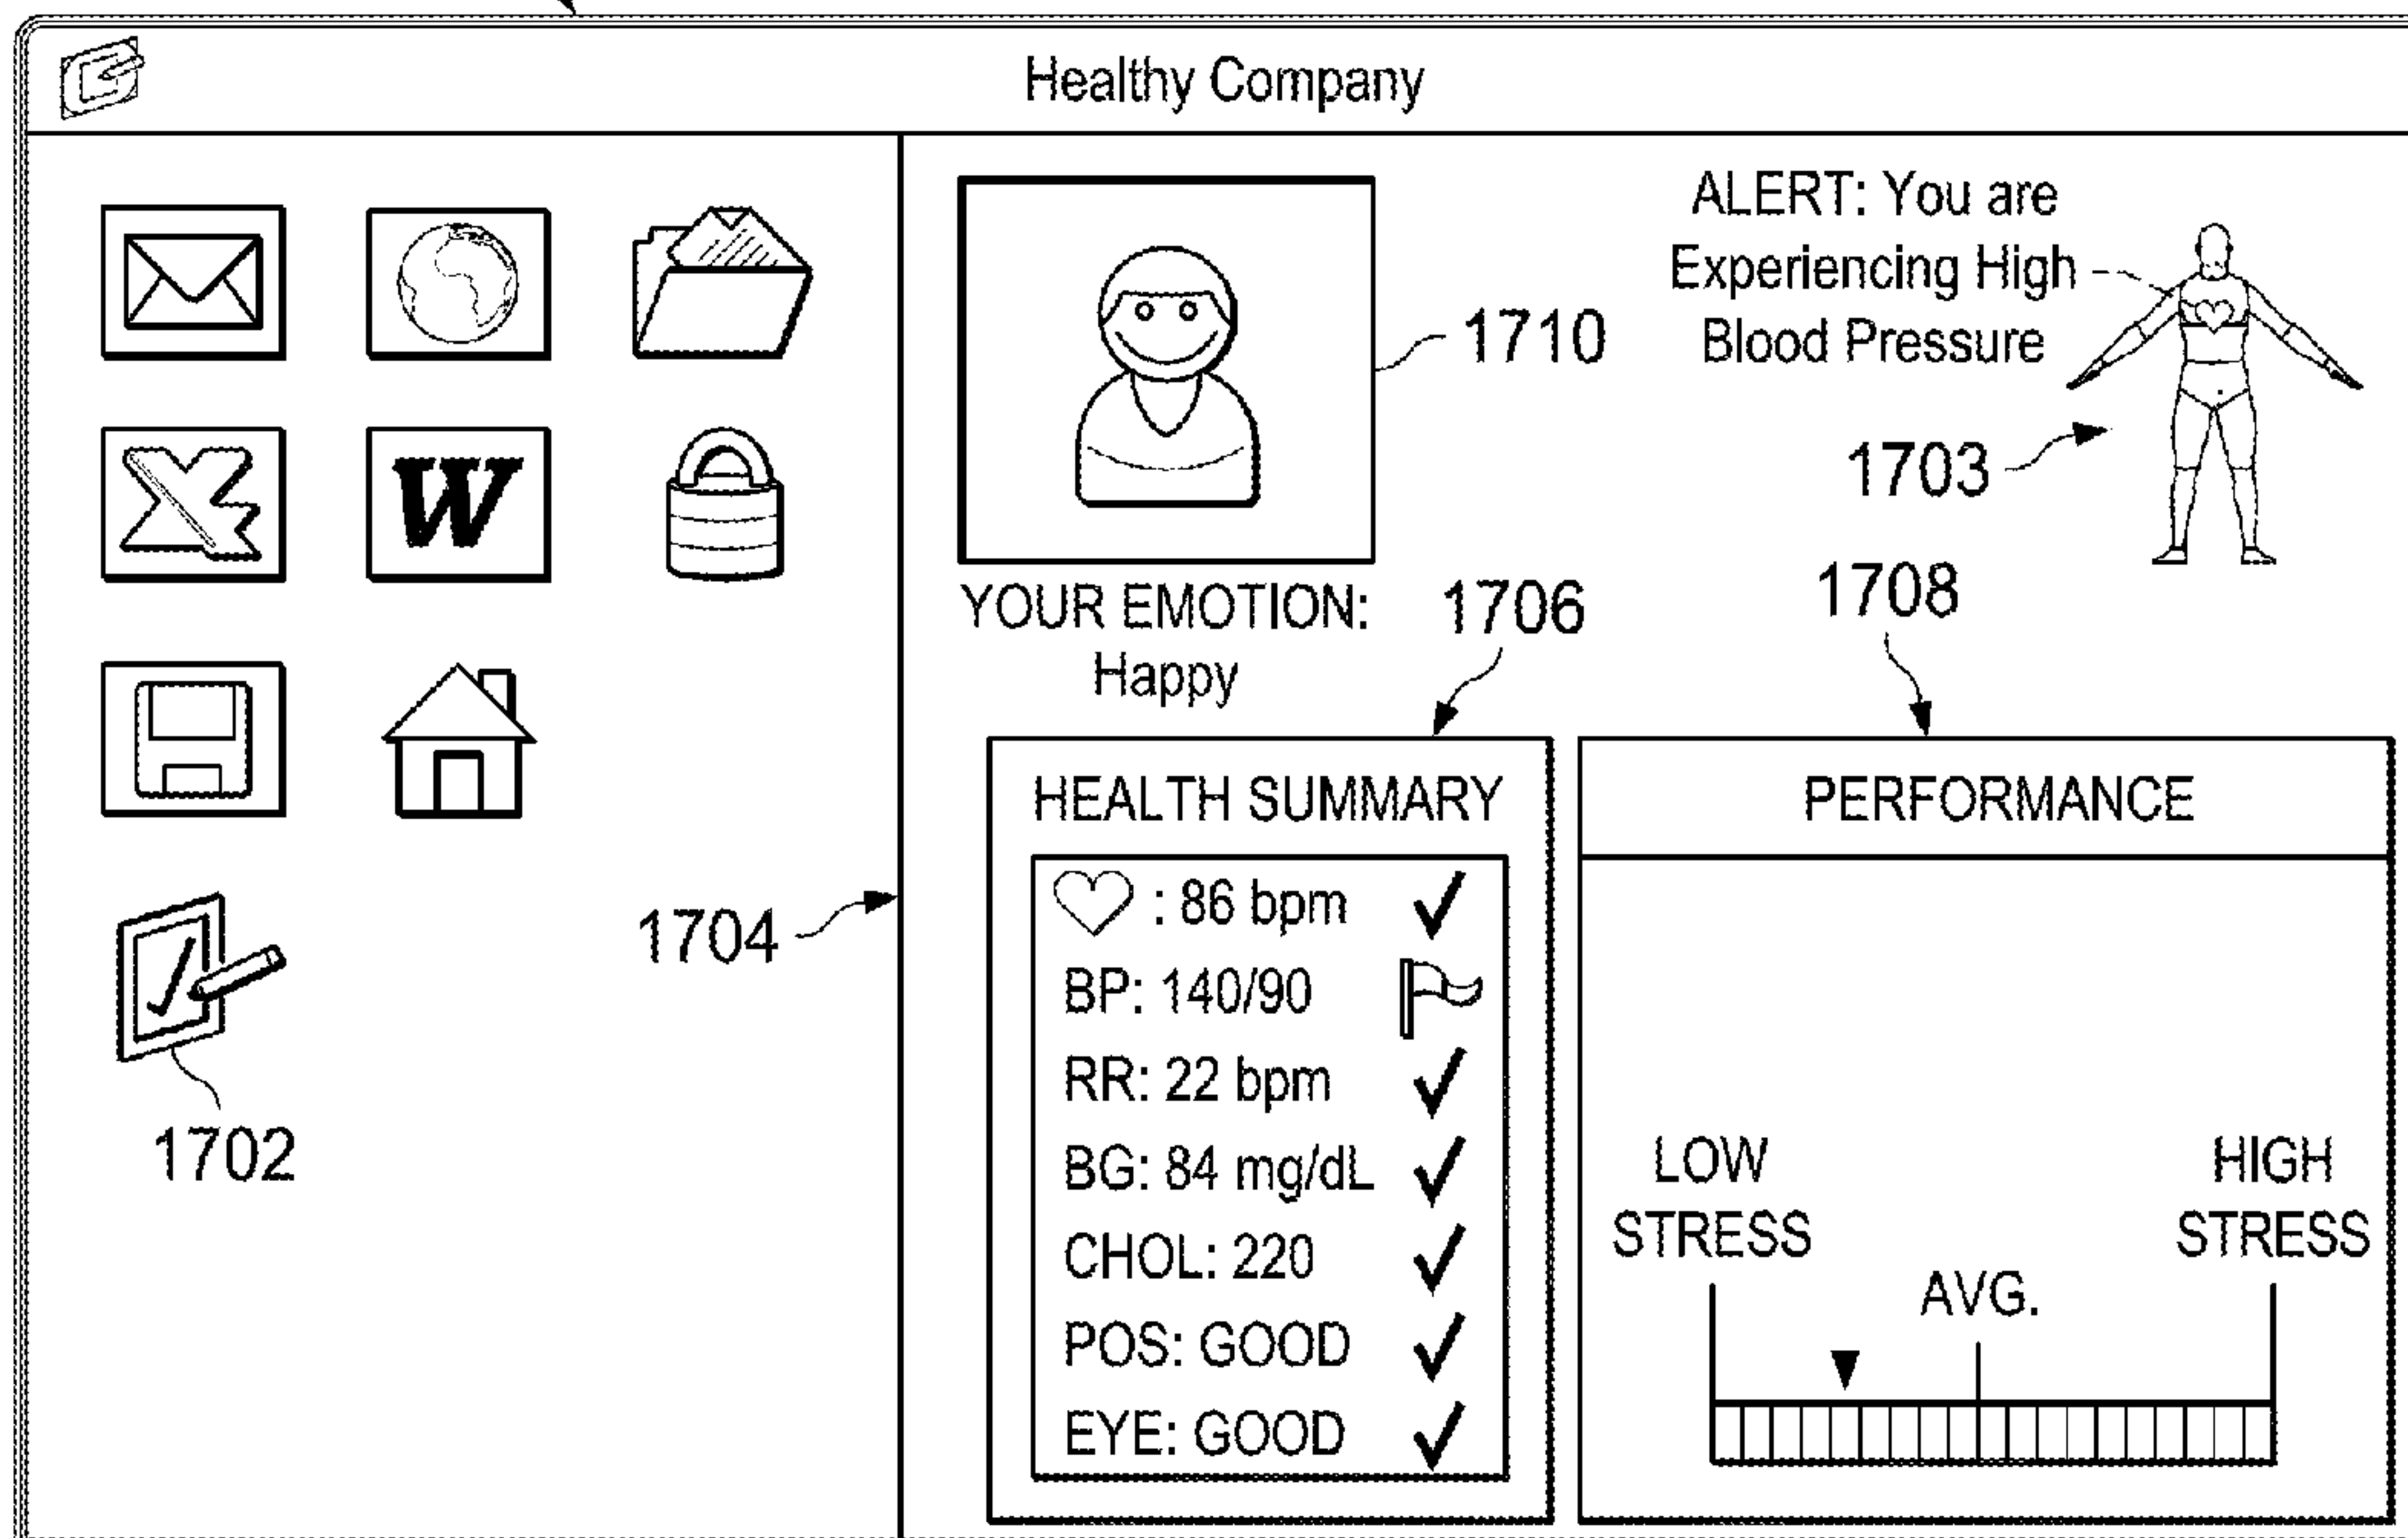 Healthy Company
ALERT: You are
Experiencing High
Blood Pressure
1710
1703
W
YOUR EMOTION:
Happy
1706
1708
HEALTH SUMMARY
: 86 bpm
BP: 140/90
RR: 22 bpm
BG: 84 mg/dL
CHOL: 220
POS: GOOD
EYE: GOOD
PERFORMANCE
LOW
STRESS
HIGH
STRESS
AVG.
1704
1702